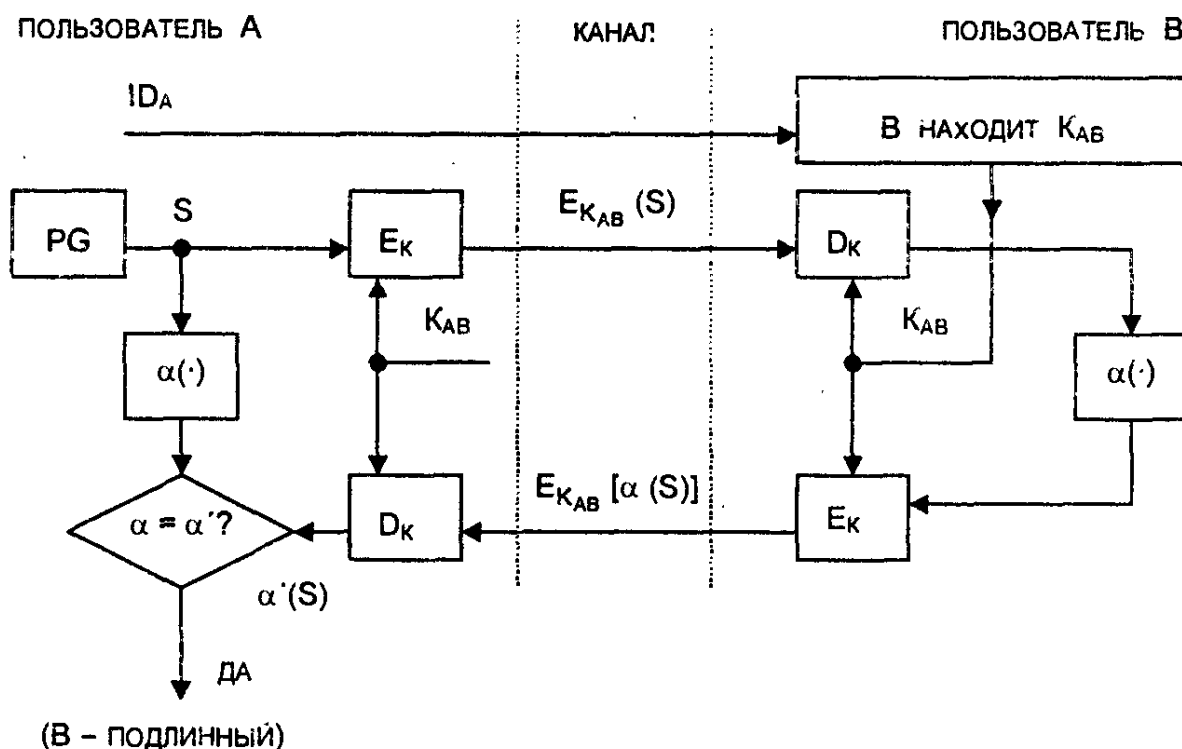 ПОЛЬЗОВАТЕЛЬ А
КАНАЛ
ПОЛЬЗОВАТЕЛЬ В
IDA
В НАХОДИТ KAB
PG
S
EK
EKAB (S)
DK
KAB
KAB
α(·)
α(·)
α = α′?
α′(S)
DK
EKAB [α (S)]
EK
ДА
(В – ПОДЛИННЫЙ)